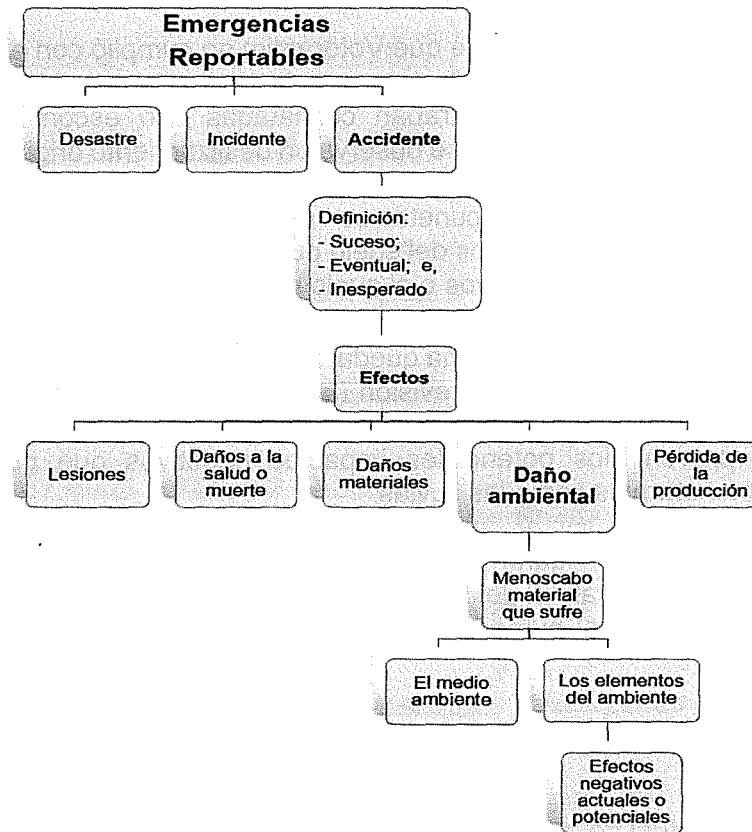 Emergencias
Reportables
Desastre
Incidente
Accidente
Definición:
- Suceso;
- Eventual; e,
- Inesperado
Efectos
Lesiones
Daños a la
salud o
muerte
Daños
materiales
Daño
ambiental
Pérdida de
la
producción
Menoscabo
material
que sufre
El medio
ambiente
Los elementos
del ambiente
Efectos
negativos
actuales o
potenciales